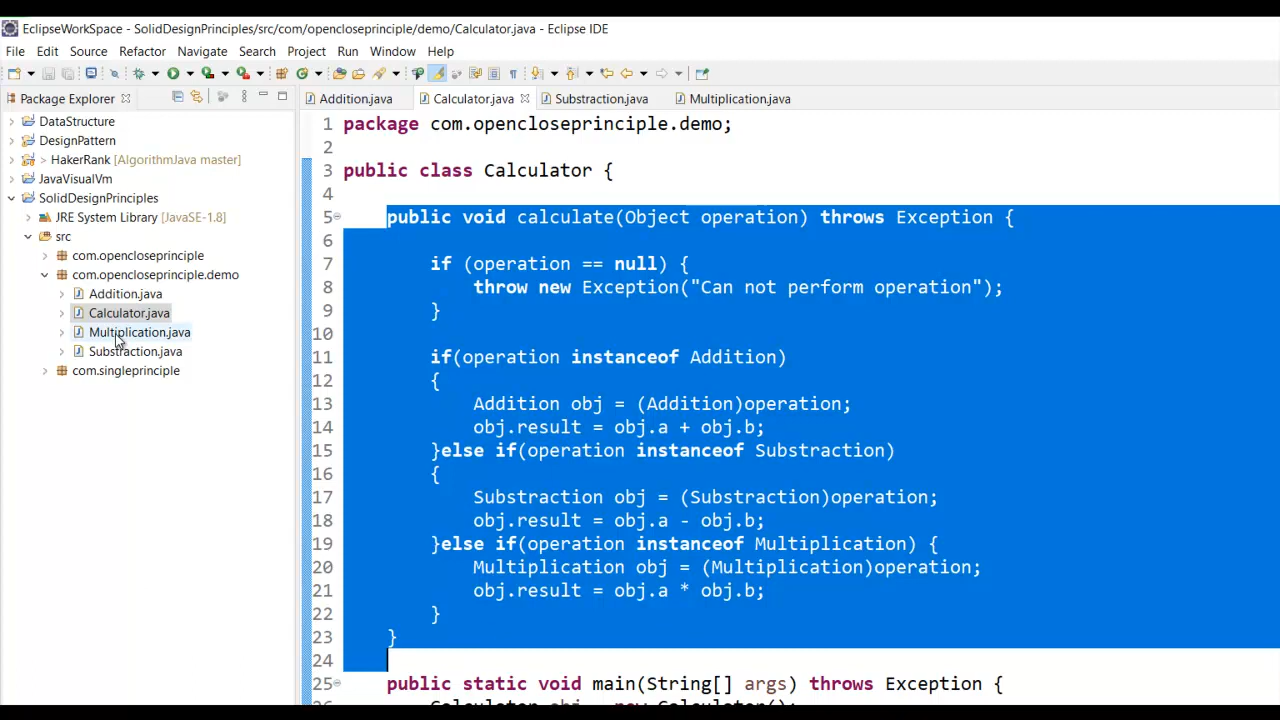 EclipseWorkSpace - SolidDesignPrinciples/src/com/opencloseprinciple/demo/Calculator.java - Eclipse IDE
File Edit Source Refactor Navigate Search Project Run Window Help
Package Explorer
DataStructure
DesignPattern
> HakerRank [AlgorithmJava master]
JavaVisualVm
SolidDesignPrinciples
JRE System Library [JavaSE-1.8]
src
com.opencloseprinciple
com.opencloseprinciple.demo
Addition.java
Calculator.java
Multiplication.java
Substraction.java
com.singleprinciple
Addition.java Calculator.java Substraction.java Multiplication.java
1 package com.opencloseprinciple.demo;
2
3 public class Calculator {
4
5 public void calculate(Object operation) throws Exception {
6
7 if (operation == null) {
8 throw new Exception("Can not perform operation");
9 }
10
11 if(operation instanceof Addition)
12 {
13 Addition obj = (Addition)operation;
14 obj.result = obj.a + obj.b;
15 }else if(operation instanceof Substraction)
16 {
17 Substraction obj = (Substraction)operation;
18 obj.result = obj.a - obj.b;
19 }else if(operation instanceof Multiplication) {
20 Multiplication obj = (Multiplication)operation;
21 obj.result = obj.a * obj.b;
22 }
23 }
24
25 public static void main(String[] args) throws Exception {
26 Calculator obj = new Calculator();